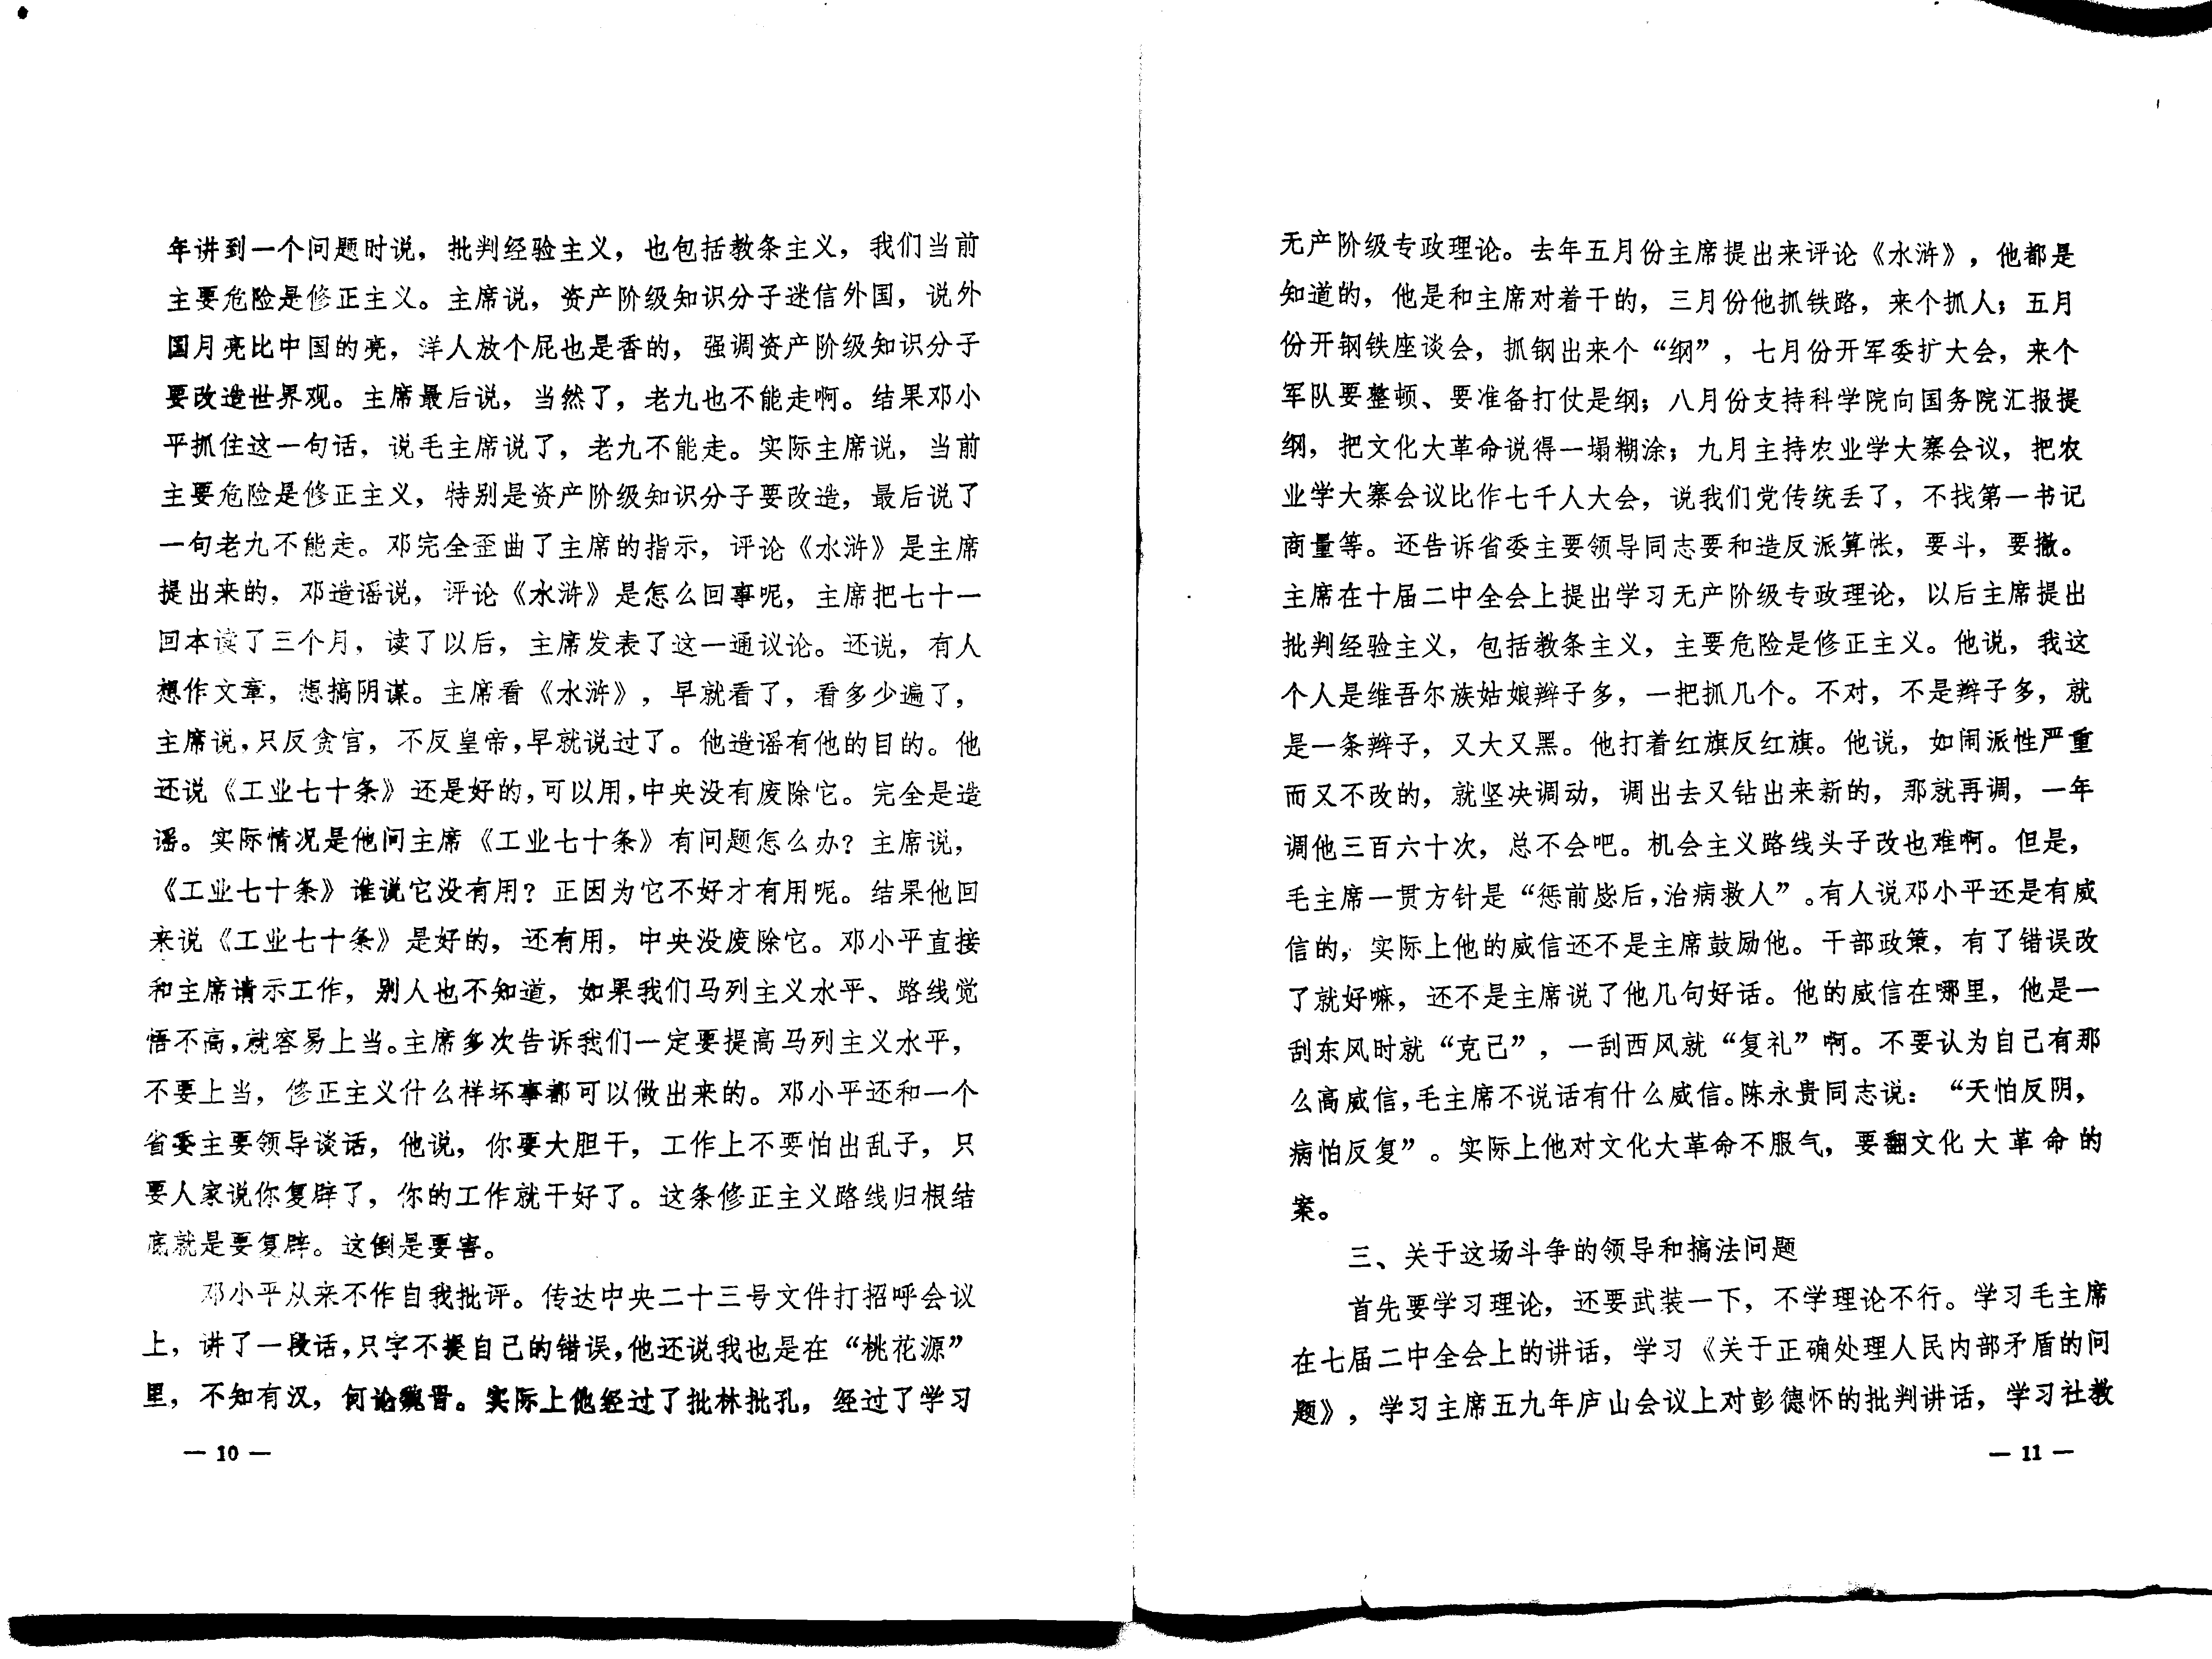 年讲到一个问题时说，批判经验主义，也包括教条主义，我们当前
主要危险是修正主义。主席说，资产阶级知识分子迷信外国，说外
国月亮比中国的亮，洋人放个屁也是香的，强调资产阶级知识分子
要改造世界观。主席最后说，当然了，老九也不能走啊。结果邓小
平抓住这一句话，说毛主席说了，老九不能走。实际主席说，当前
主要危险是修正主义，特别是资产阶级知识分子要改造，最后说了
一句老九不能走。邓完全歪曲了主席的指示，评论《水浒》是主席
提出来的，邓造谣说，评论《水浒》是怎么回事呢，主席把七十一
回本读了三个月，读了以后，主席发表了这一通议论。还说，有人
想作文章，想搞阴谋。主席看《水浒》，早就看了，看多少遍了，
主席说，只反贪官，不反皇帝，早就说过了。他造谣有他的目的。他
还说《工业七十条》还是好的，可以用，中央没有废除它。完全是造
谣。实际情况是他问主席《工业七十条》有问题怎么办？主席说，
《工业七十条》谁说它没有用？正因为它不好才有用呢。结果他回
来说《工业七十条》是好的，还有用，中央没废除它。邓小平直接
和主席请示工作，别人也不知道，如果我们马列主义水平、路线觉
悟不高，就容易上当。主席多次告诉我们一定要提高马列主义水平，
不要上当，修正主义什么样坏事都可以做出来的。邓小平还和一个
省委主要领导谈话，他说，你要大胆干，工作上不要怕出乱子，只
要人家说你复辟了，你的工作就干好了。这条修正主义路线归根结
底就是要复辟。这倒是要害。
邓小平从来不作自我批评。传达中央二十三号文件打招呼会议
上，讲了一段话，只字不提自己的错误，他还说我也是在“桃花源”
里，不知有汉，何论魏晋。实际上他经过了批林批孔，经过了学习
— 10 —
无产阶级专政理论。去年五月份主席提出来评论《水浒》，他都是
知道的，他是和主席对着干的，三月份他抓铁路，来个抓人；五月
份开钢铁座谈会，抓钢出来个“纲”，七月份开军委扩大会，来个
军队要整顿、要准备打仗是纲；八月份支持科学院向国务院汇报提
纲，把文化大革命说得一塌糊涂；九月主持农业学大寨会议，把农
业学大寨会议比作七千人大会，说我们党传统丢了，不找第一书记
商量等。还告诉省委主要领导同志要和造反派算帐，要斗，要撤。
主席在十届二中全会上提出学习无产阶级专政理论，以后主席提出
批判经验主义，包括教条主义，主要危险是修正主义。他说，我这
个人是维吾尔族姑娘辫子多，一把抓几个。不对，不是辫子多，就
是一条辫子，又大又黑。他打着红旗反红旗。他说，如闹派性严重
而又不改的，就坚决调动，调出去又钻出来新的，那就再调，一年
调他三百六十次，总不会吧。机会主义路线头子改也难啊。但是，
毛主席一贯方针是“惩前毖后，治病救人”。有人说邓小平还是有威
信的，实际上他的威信还不是主席鼓励他。干部政策，有了错误改
了就好嘛，还不是主席说了他几句好话。他的威信在哪里，他是一
刮东风时就“克己”，一刮西风就“复礼”啊。不要认为自己有那
么高威信，毛主席不说话有什么威信。陈永贵同志说：“天怕反阴，
病怕反复”。实际上他对文化大革命不服气，要翻文化大革命的
案。
三、关于这场斗争的领导和搞法问题
首先要学习理论，还要武装一下，不学理论不行。学习毛主席
在七届二中全会上的讲话，学习《关于正确处理人民内部矛盾的问
题》，学习主席五九年庐山会议上对彭德怀的批判讲话，学习社教
— 11 —